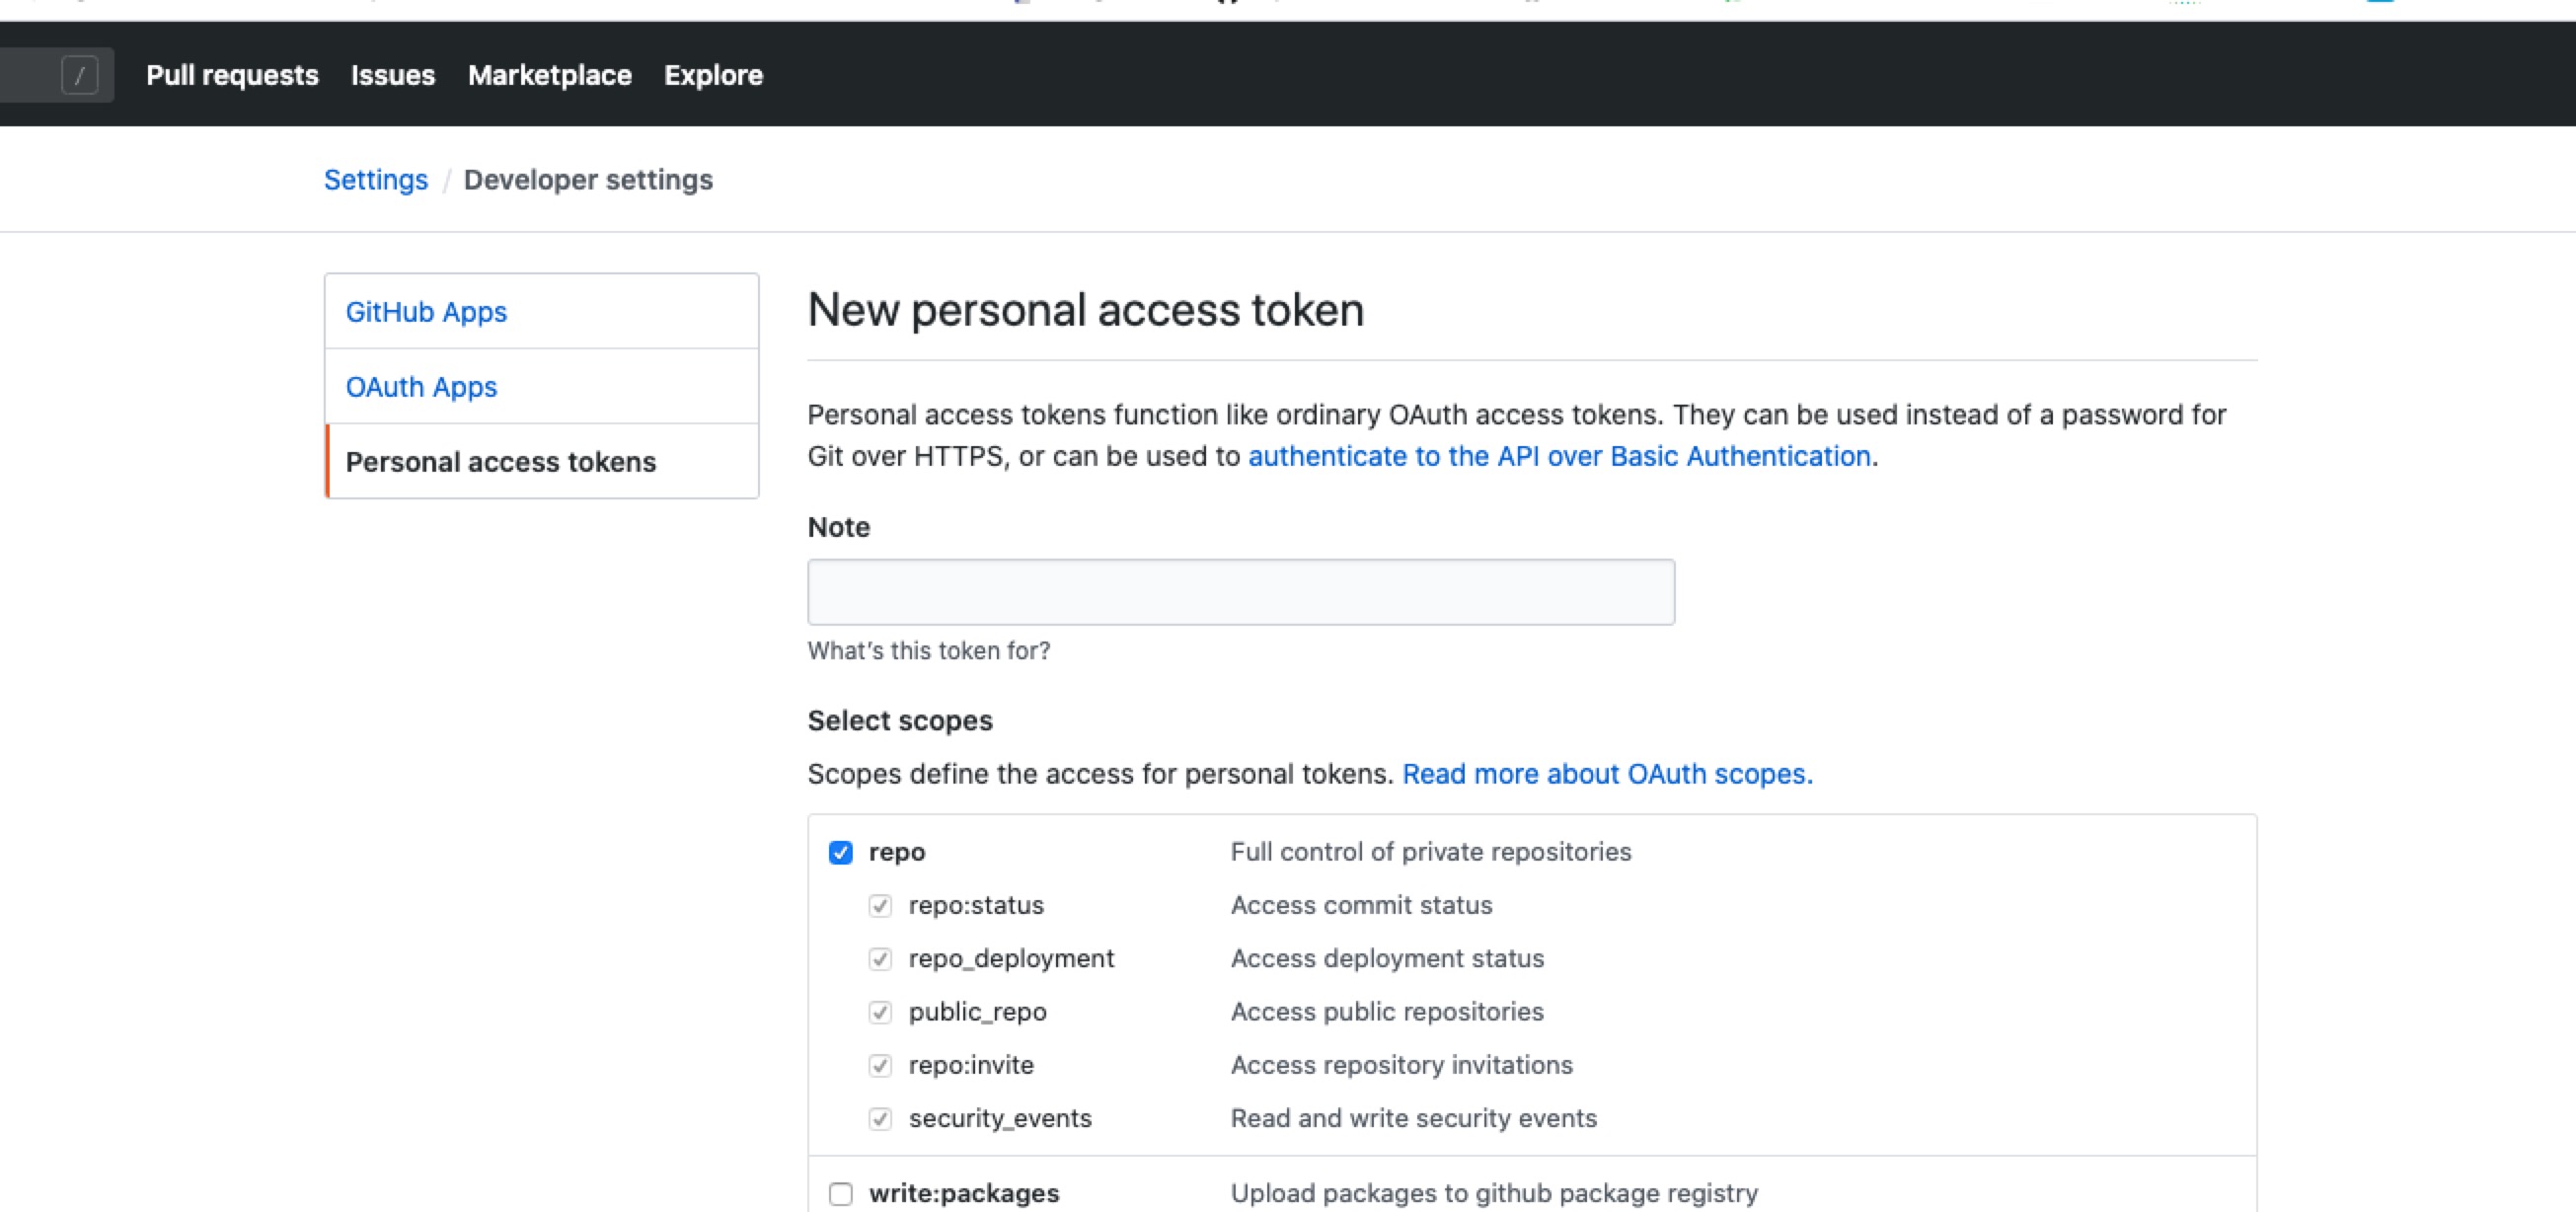 / Pull requests Issues Marketplace Explore
Settings / Developer settings
GitHub Apps
OAuth Apps
Personal access tokens
New personal access token
Personal access tokens function like ordinary OAuth access tokens. They can be used instead of a password for
Git over HTTPS, or can be used to authenticate to the API over Basic Authentication.
Note
What's this token for?
Select scopes
Scopes define the access for personal tokens. Read more about OAuth scopes.
repo Full control of private repositories
repo:status Access commit status
repo_deployment Access deployment status
public_repo Access public repositories
repo:invite Access repository invitations
security_events Read and write security events
write:packages Upload packages to github package registry